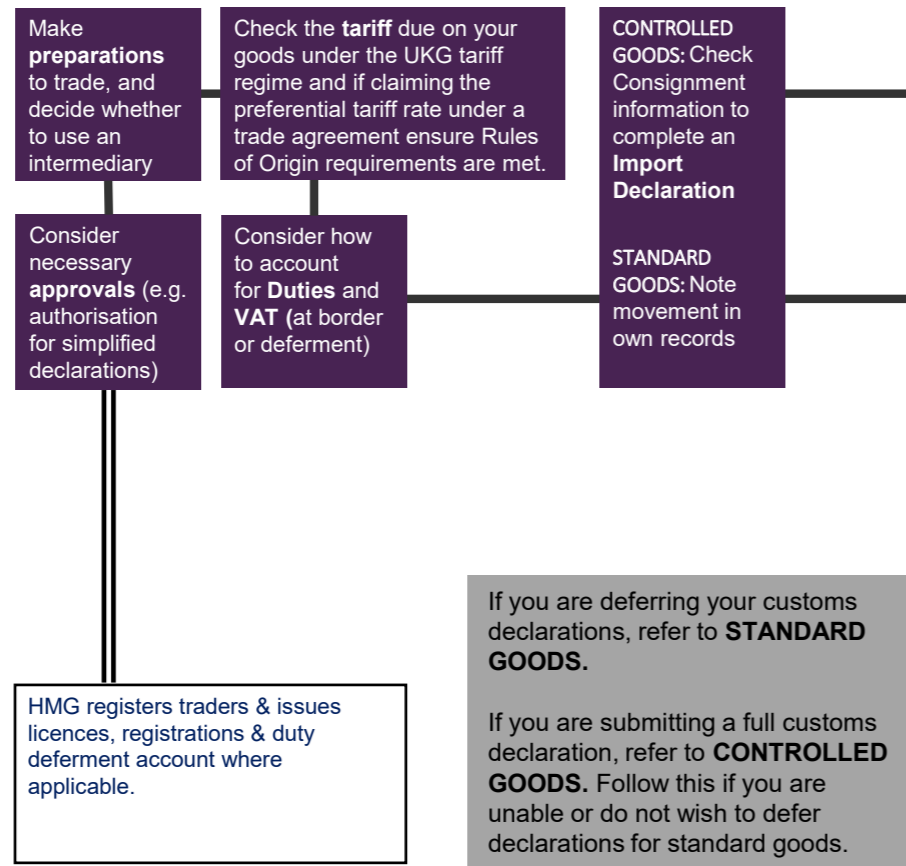 Make
preparations
to trade, and
decide whether
to use an
intermediary
Check the tariff due on your
goods under the UKG tariff
regime and if claiming the
preferential tariff rate under a
trade agreement ensure Rules
of Origin requirements are met.
CONTROLLED
GOODS: Check
Consignment
information to
complete an
Import
Declaration
STANDARD
GOODS: Note
movement in
own records
Consider
necessary
approvals (e.g.
authorisation
for simplified
declarations)
Consider how
to account
for Duties and
VAT (at border
or deferment)
HMG registers traders & issues
licences, registrations & duty
deferment account where
applicable.
If you are deferring your customs
declarations, refer to STANDARD
GOODS.
If you are submitting a full customs
declaration, refer to CONTROLLED
GOODS. Follow this if you are
unable or do not wish to defer
declarations for standard goods.